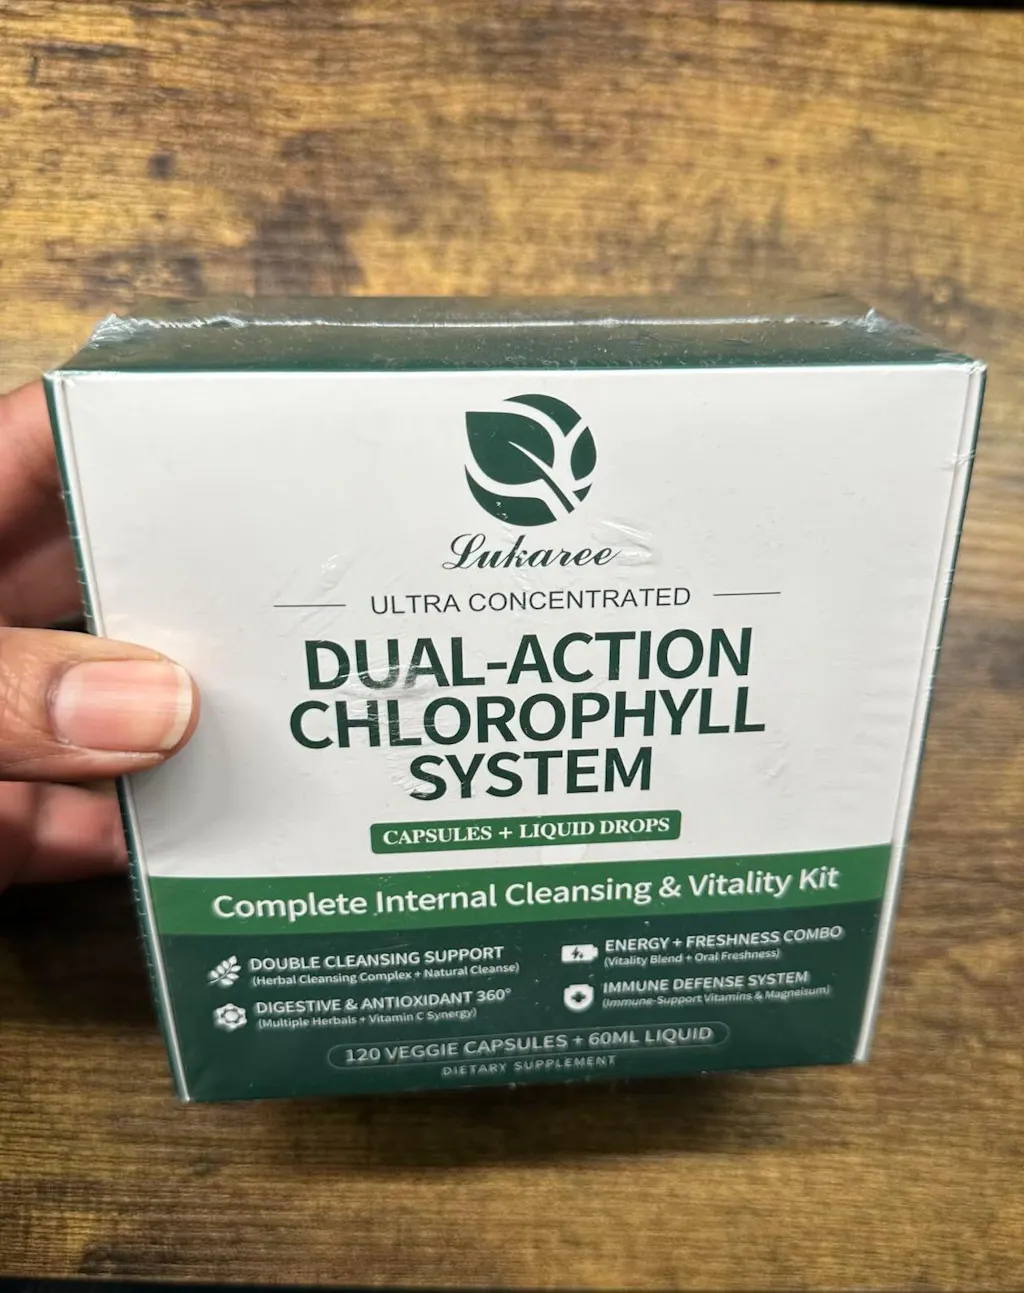 Lukaree
ULTRA CONCENTRATED
DUAL-ACTION
CHLOROPHYLL
SYSTEM
CAPSULES + LIQUID DROPS
Complete Internal Cleansing & Vitality Kit
DOUBLE CLEANSING SUPPORT
(Herbal Cleansing Complex + Natural Cleanse)
DIGESTIVE & ANTIOXIDANT 360°
(Multiple Herbals + Vitamin C Synergy)
ENERGY + FRESHNESS COMBO
(Vitality Blend + Oral Freshness)
IMMUNE DEFENSE SYSTEM
(Immune-Support Vitamins & Magneisum)
120 VEGGIE CAPSULES + 60ML LIQUID
DIETARY SUPPLEMENT